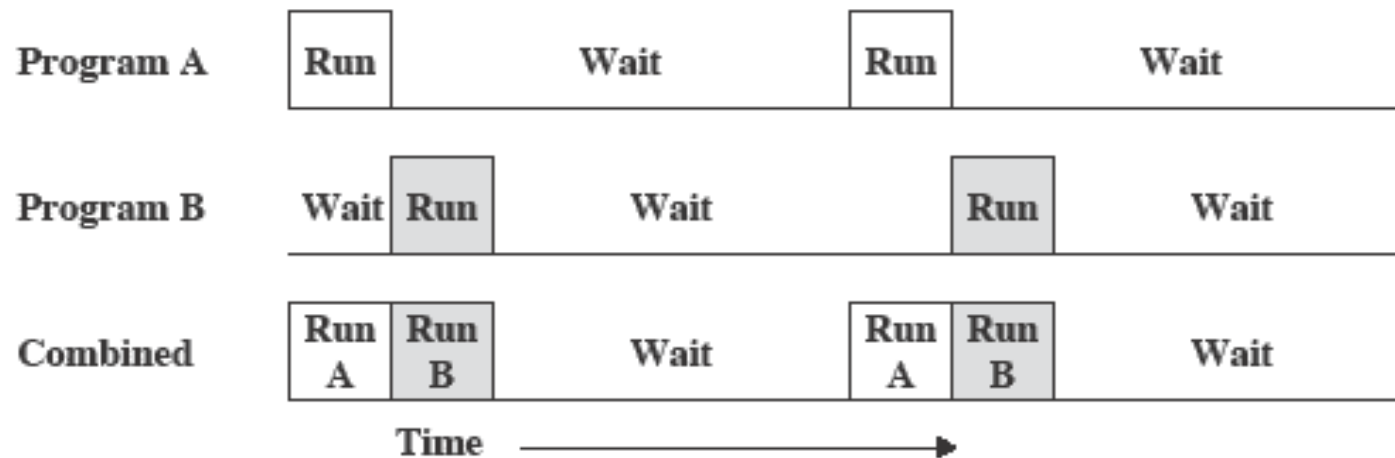 Program A Run Wait Run Wait
Program B Wait Run Wait Run Wait
Combined Run A Run B Wait Run A Run B Wait
Time